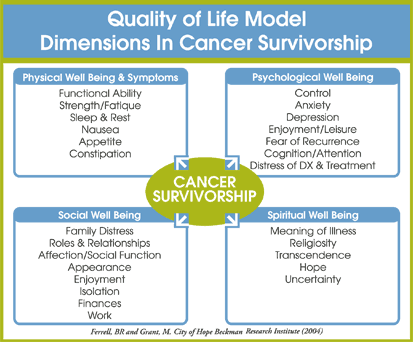 Quality of Life Model
Dimensions In Cancer Survivorship
Physical Well Being & Symptoms
Functional Ability
Strength/Fatique
Sleep & Rest
Nausea
Appetite
Constipation
Psychological Well Being
Control
Anxiety
Depression
Enjoyment/Leisure
Fear of Recurrence
Cognition/Attention
Distress of DX & Treatment
CANCER
SURVIVORSHIP
Social Well Being
Family Distress
Roles & Relationships
Affection/Social Function
Appearance
Enjoyment
Isolation
Finances
Work
Spiritual Well Being
Meaning of Illness
Religiosity
Transcendence
Hope
Uncertainty
Ferrell, BR and Grant, M. City of Hope Beckman Research Institute (2004)